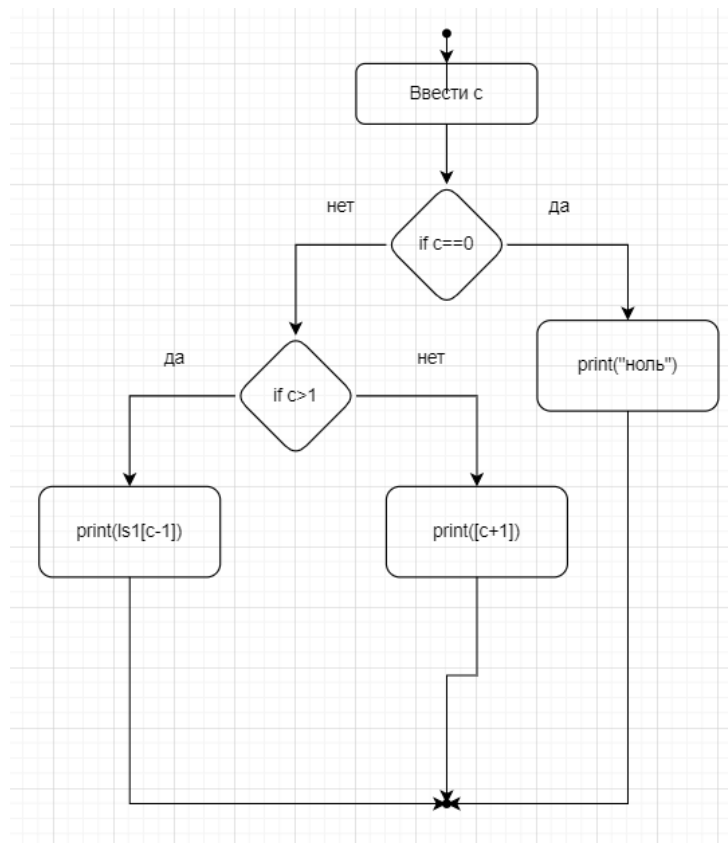 Ввести с
нет
да
if c==0
print("ноль")
да
нет
if c>1
print(ls1[c-1])
print([c+1])